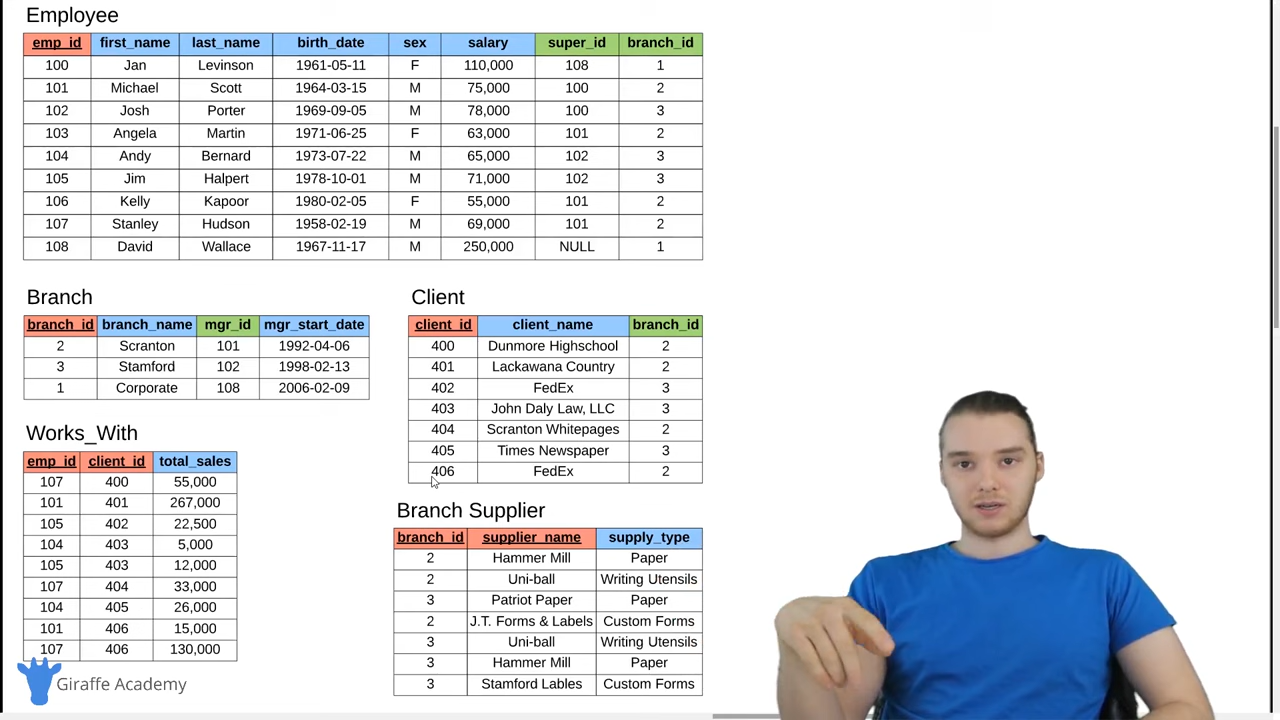 Employee
emp_id first_name last_name birth_date sex salary super_id branch_id
100 Jan Levinson 1961-05-11 F 110,000 108 1
101 Michael Scott 1964-03-15 M 75,000 100 2
102 Josh Porter 1969-09-05 M 78,000 100 3
103 Angela Martin 1971-06-25 F 63,000 101 2
104 Andy Bernard 1973-07-22 M 65,000 102 3
105 Jim Halpert 1978-10-01 M 71,000 102 3
106 Kelly Kapoor 1980-02-05 F 55,000 101 2
107 Stanley Hudson 1958-02-19 M 69,000 101 2
108 David Wallace 1967-11-17 M 250,000 NULL 1
Branch
branch_id branch_name mgr_id mgr_start_date
2 Scranton 101 1992-04-06
3 Stamford 102 1998-02-13
1 Corporate 108 2006-02-09
Client
client_id client_name branch_id
400 Dunmore Highschool 2
401 Lackawana Country 2
402 FedEx 3
403 John Daly Law, LLC 3
404 Scranton Whitepages 2
405 Times Newspaper 3
406 FedEx 2
Works_With
emp_id client_id total_sales
107 400 55,000
101 401 267,000
105 402 22,500
104 403 5,000
105 403 12,000
107 404 33,000
104 405 26,000
101 406 15,000
107 406 130,000
Branch Supplier
branch_id supplier_name supply_type
2 Hammer Mill Paper
2 Uni-ball Writing Utensils
3 Patriot Paper Paper
2 J.T. Forms & Labels Custom Forms
3 Uni-ball Writing Utensils
3 Hammer Mill Paper
3 Stamford Lables Custom Forms
Giraffe Academy